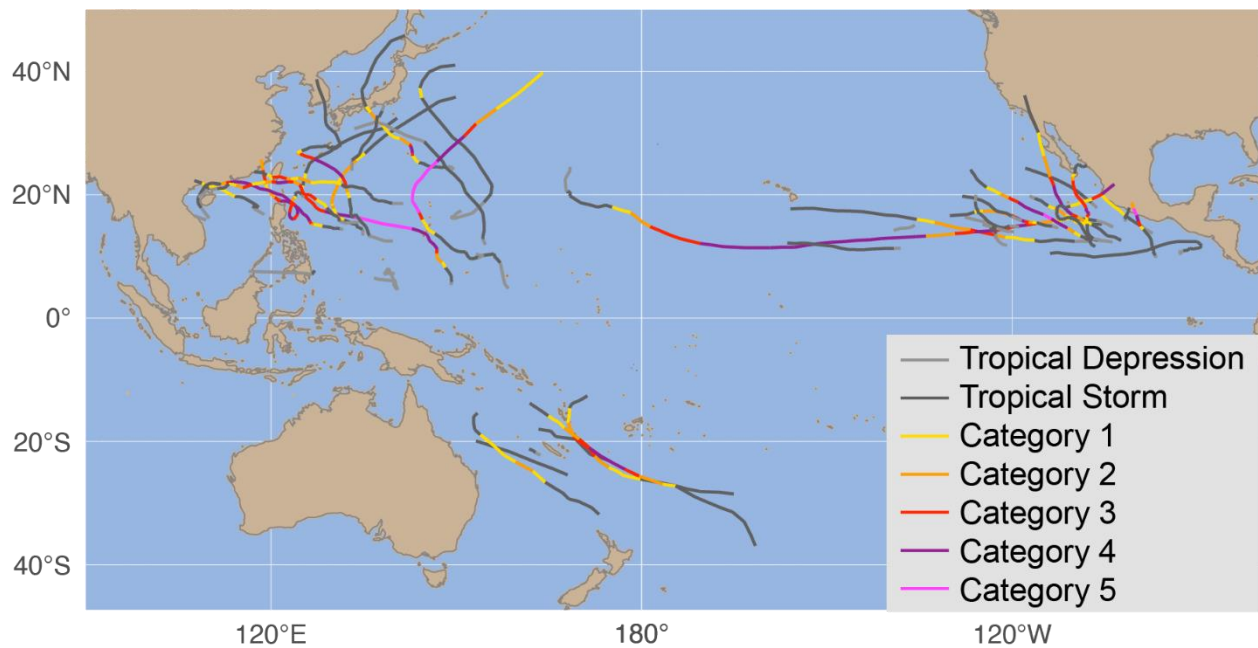 40°N
20°N
0°
20°S
40°S
120°E
180°
120°W
Tropical Depression
Tropical Storm
Category 1
Category 2
Category 3
Category 4
Category 5